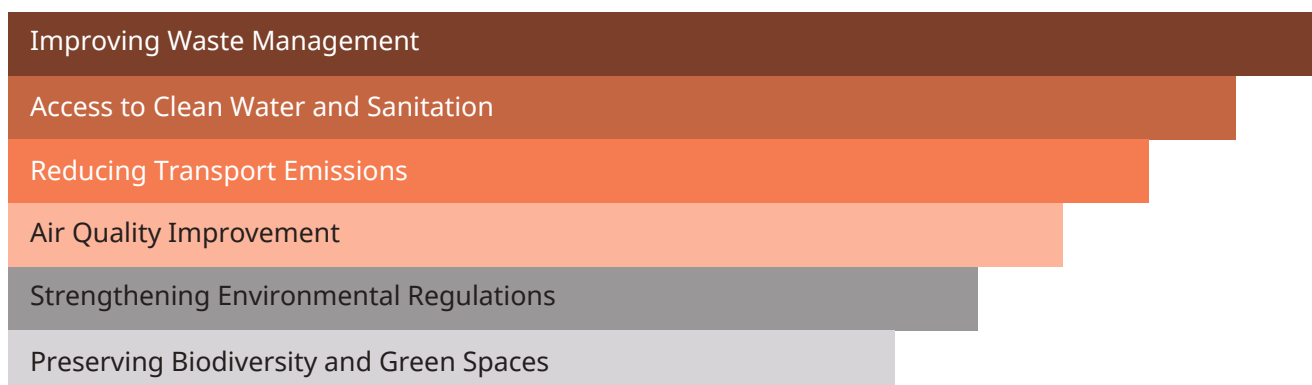 Improving Waste Management
Access to Clean Water and Sanitation
Reducing Transport Emissions
Air Quality Improvement
Strengthening Environmental Regulations
Preserving Biodiversity and Green Spaces